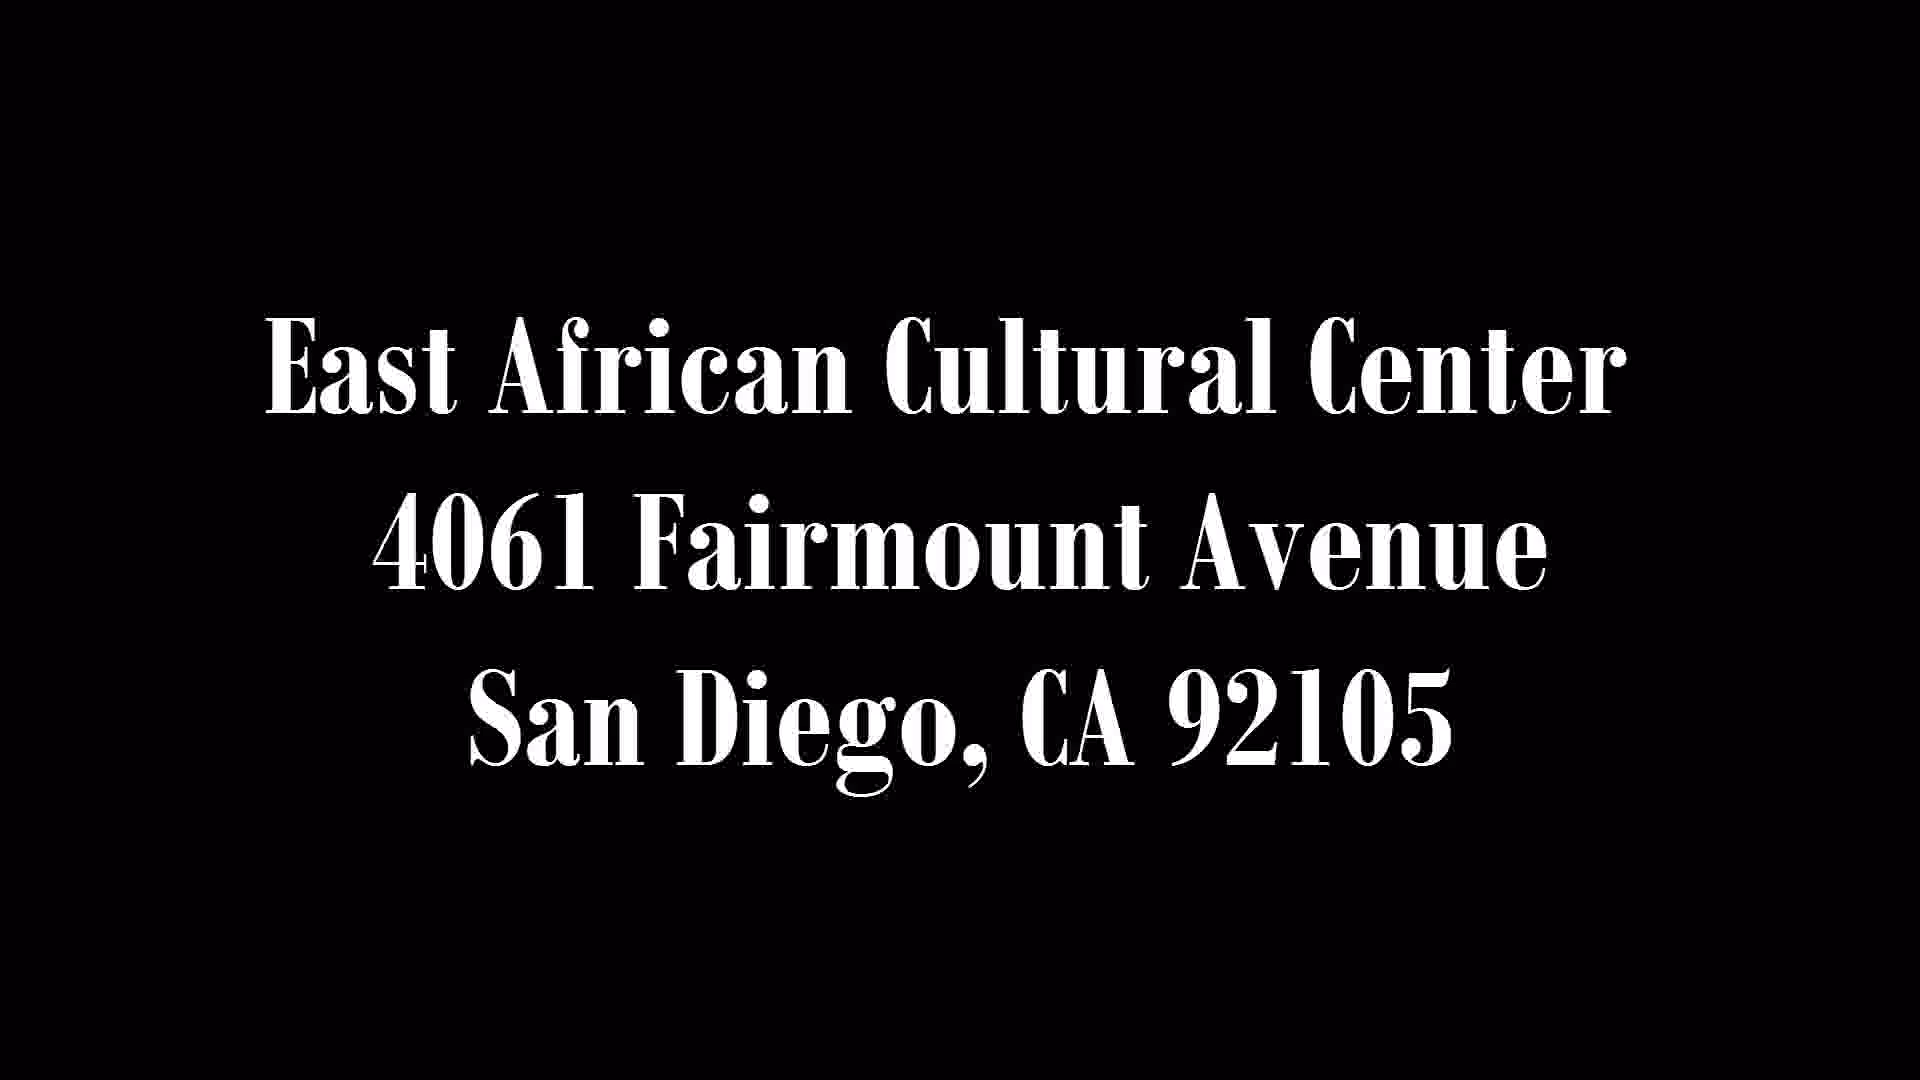 East African Cultural Center
4061 Fairmount Avenue
San Diego, CA 92105